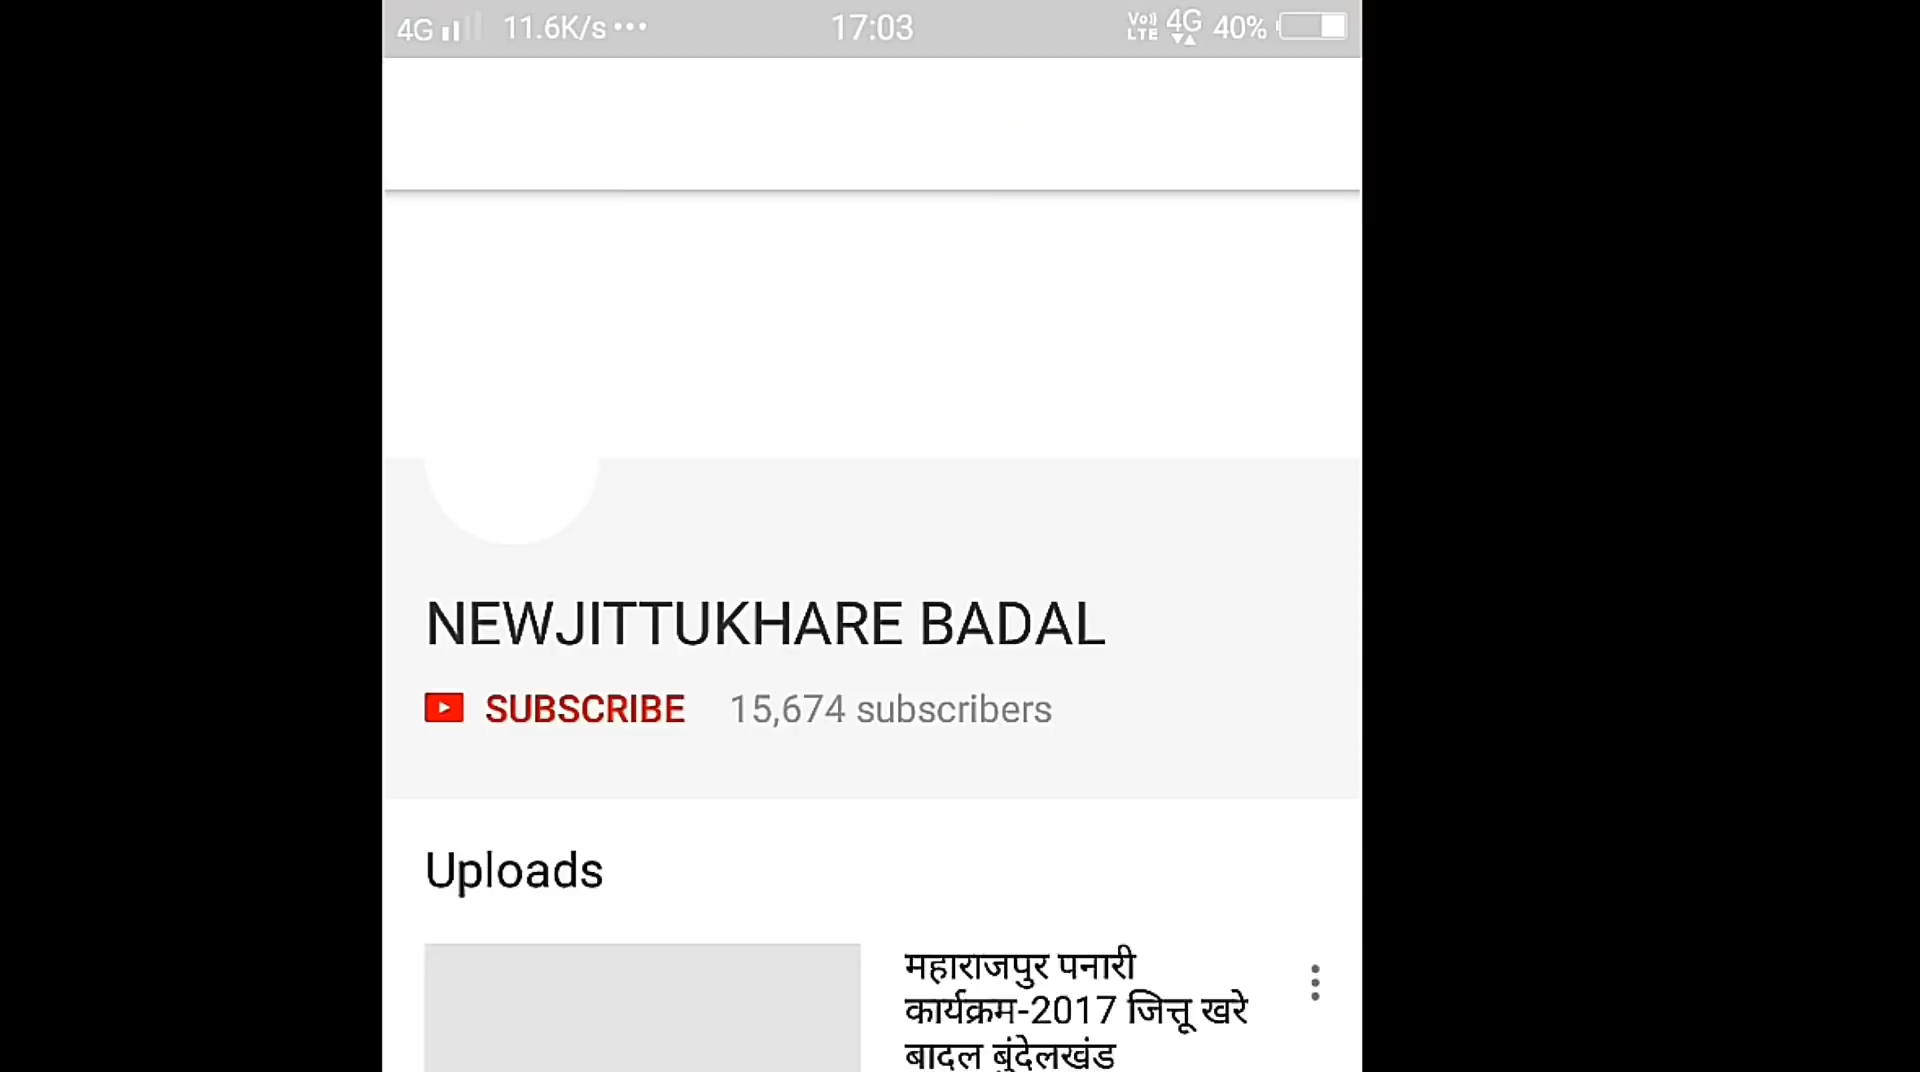 4G 11.6K/s ••• 17:03 Vo)) LTE 4G 40%
NEWJITTUKHARE BADAL
SUBSCRIBE 15,674 subscribers
Uploads
महाराजपुर पनारी
कार्यक्रम-2017 जित्तू खरे
बादल बुंदेलखंड